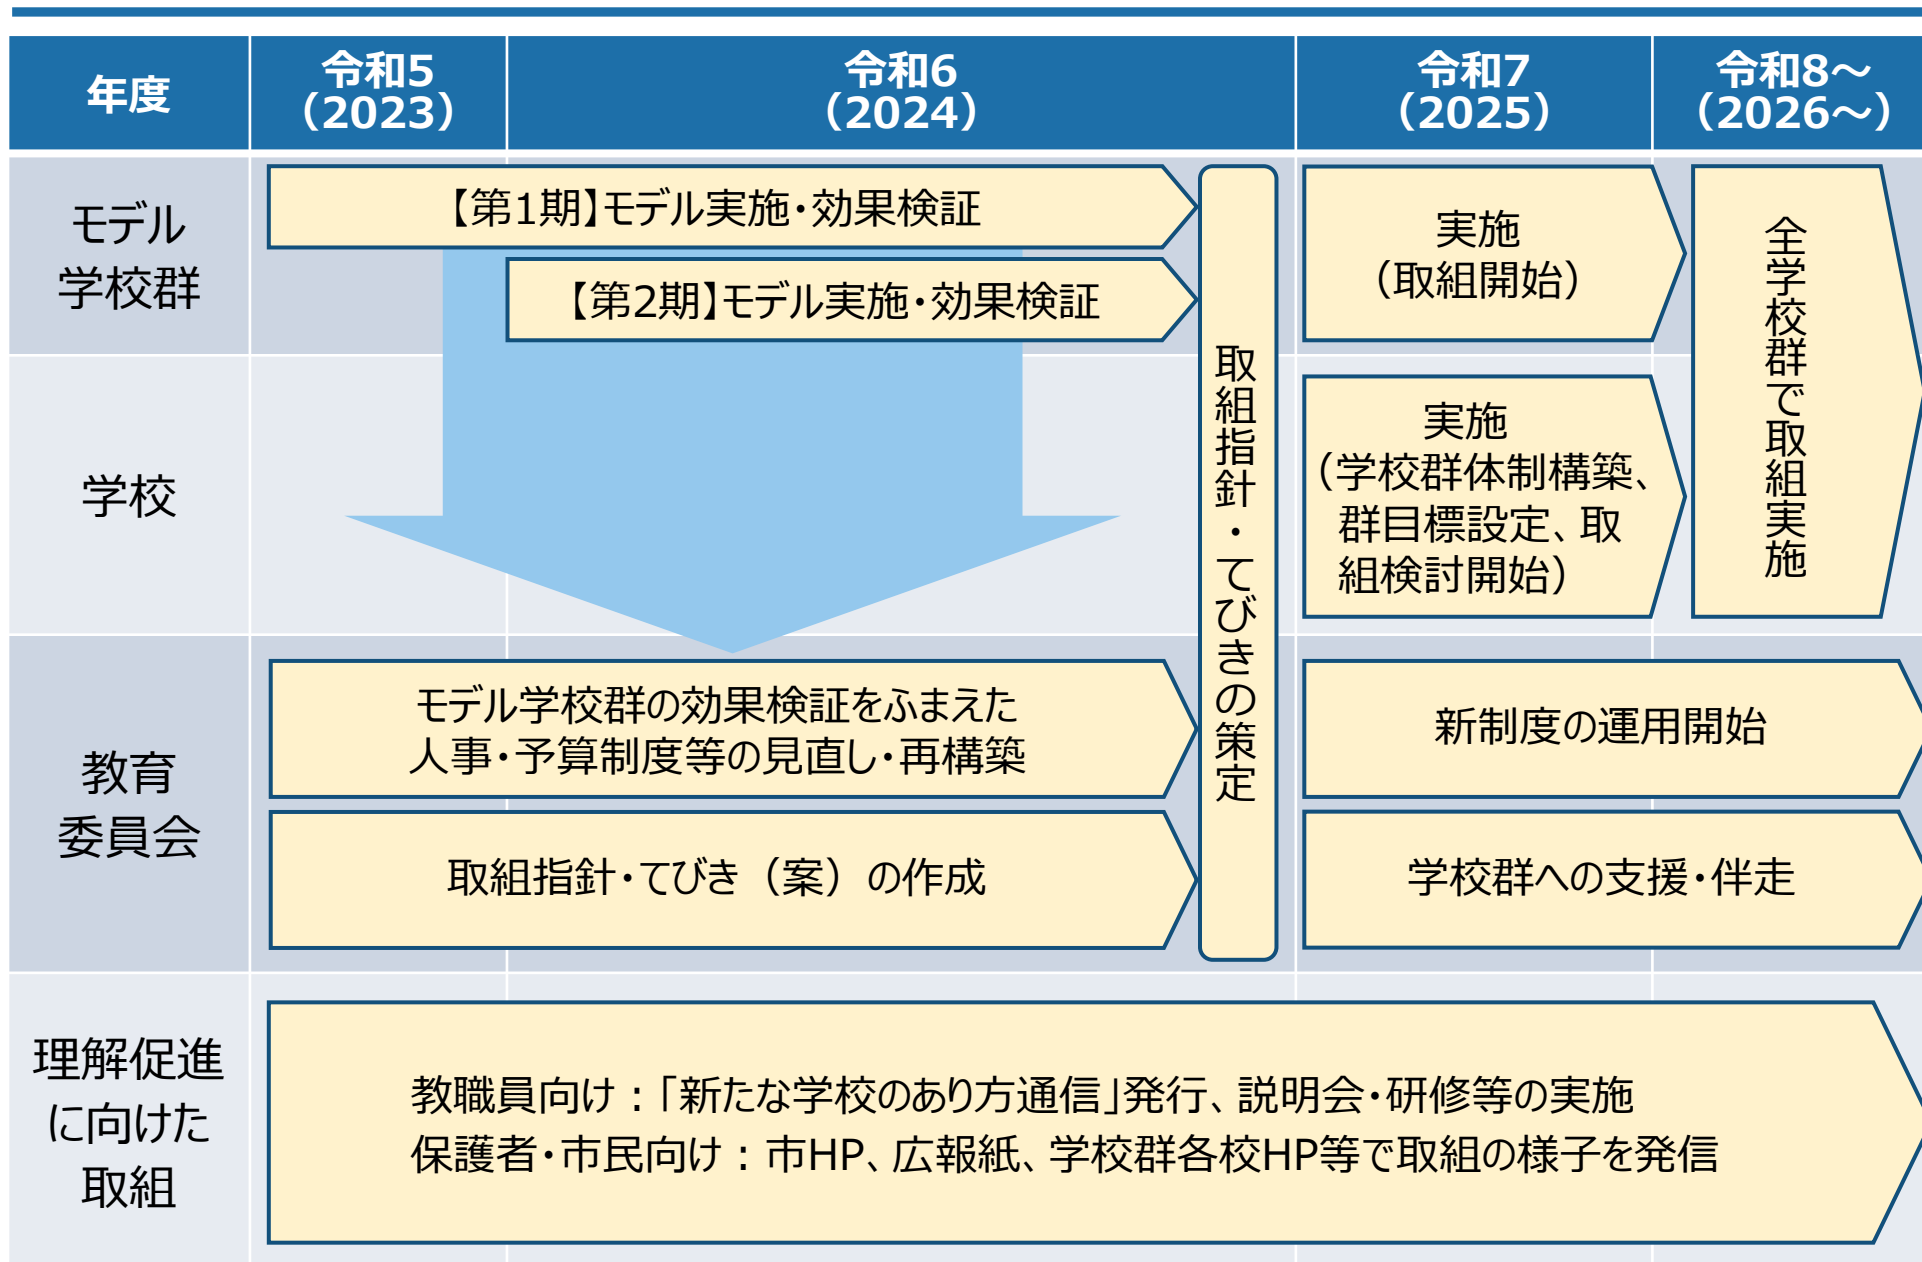 年度
令和5
（2023）
令和6
（2024）
令和7
（2025）
令和8～
（2026～）
モデル
学校群
【第1期】モデル実施・効果検証
【第2期】モデル実施・効果検証
取組指針・てびきの策定
実施
（取組開始）
全学校群で取組実施
学校
実施
（学校群体制構築、
群目標設定、取
組検討開始）
教育
委員会
モデル学校群の効果検証をふまえた
人事・予算制度等の見直し・再構築
新制度の運用開始
取組指針・てびき（案）の作成
学校群への支援・伴走
理解促進
に向けた
取組
教職員向け：「新たな学校のあり方通信」発行、説明会・研修等の実施
保護者・市民向け：市HP、広報紙、学校群各校HP等で取組の様子を発信